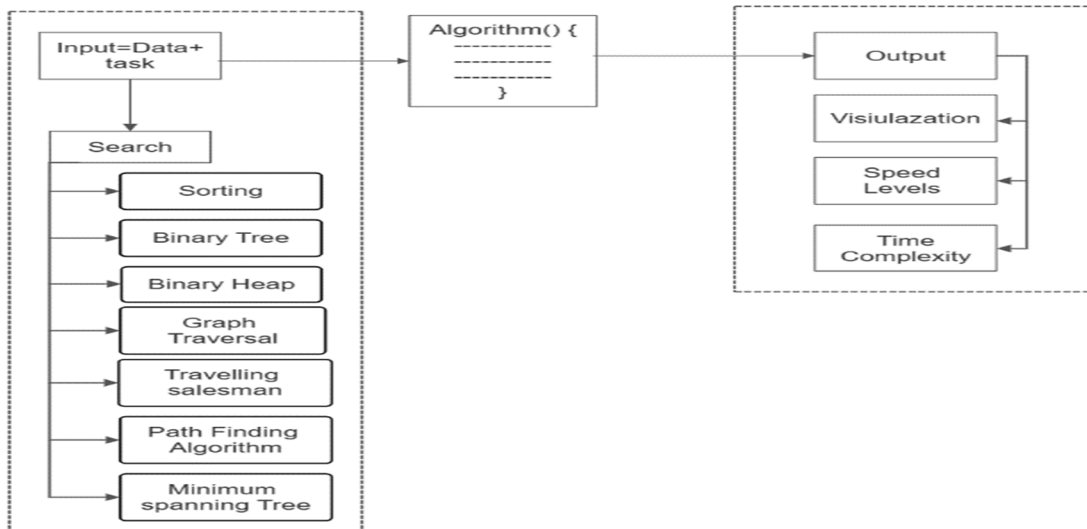 Input=Data+
task
Search
Sorting
Binary Tree
Binary Heap
Graph
Traversal
Travelling
salesman
Path Finding
Algorithm
Minimum
spanning Tree
Algorithm() {
-----------
-----------
-----------
}
Output
Visiulazation
Speed
Levels
Time
Complexity